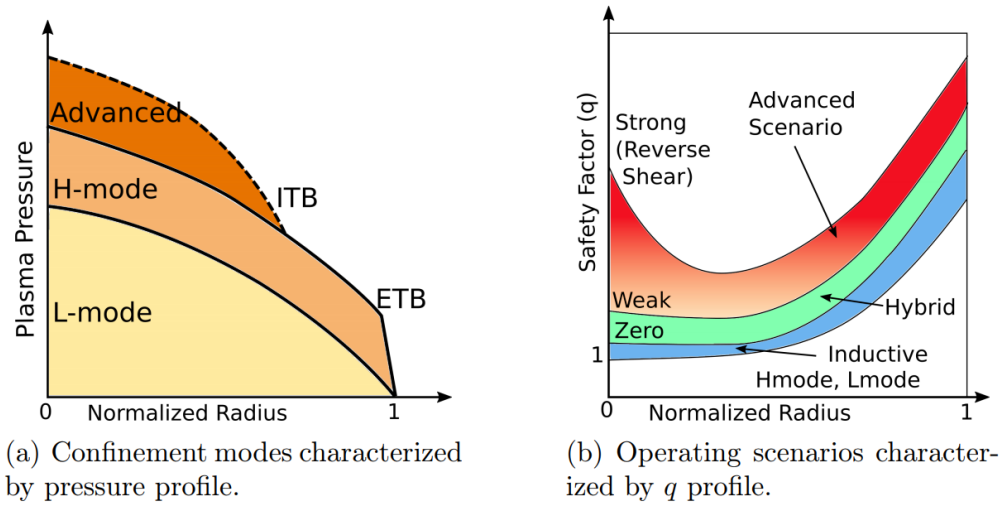 Plasma Pressure
Advanced
H-mode
L-mode
ITB
ETB
0
Normalized Radius
1
(a) Confinement modes characterized
by pressure profile.
Safety Factor (q)
Strong
(Reverse
Shear)
Advanced
Scenario
Weak
Zero
Hybrid
1
Inductive
Hmode, Lmode
0
Normalized Radius
1
(b) Operating scenarios character-
ized by q profile.